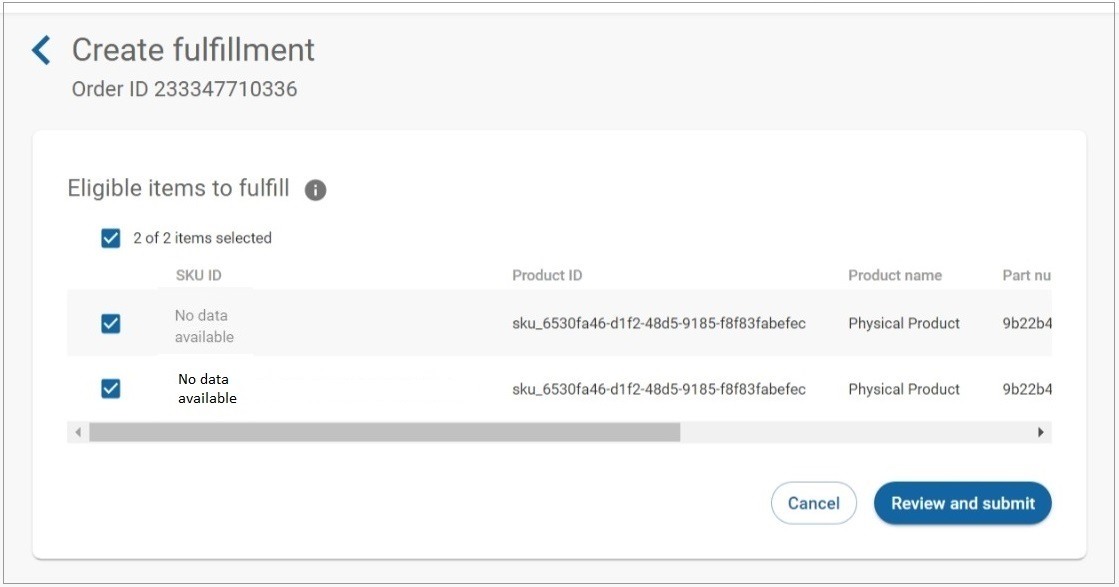 Create fulfillment
Order ID 233347710336
Eligible items to fulfill
2 of 2 items selected
SKU ID Product ID Product name Part nu
No data
available
sku_6530fa46-d1f2-48d5-9185-f8f83fabefec Physical Product 9b22b4
No data
available
sku_6530fa46-d1f2-48d5-9185-f8f83fabefec Physical Product 9b22b4
Cancel Review and submit